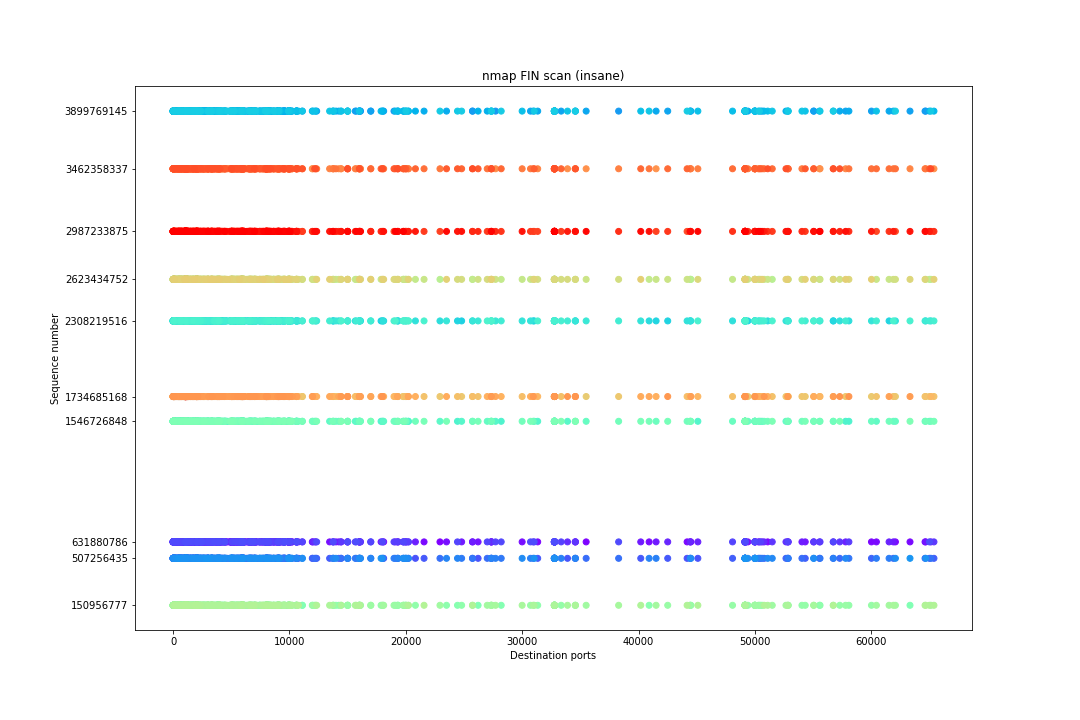 nmap FIN scan (insane)
3899769145
3462358337
2987233875
2623434752
2308219516
1734685168
1546726848
631880786
507256435
150956777
Sequence number
0 10000 20000 30000 40000 50000 60000
Destination ports